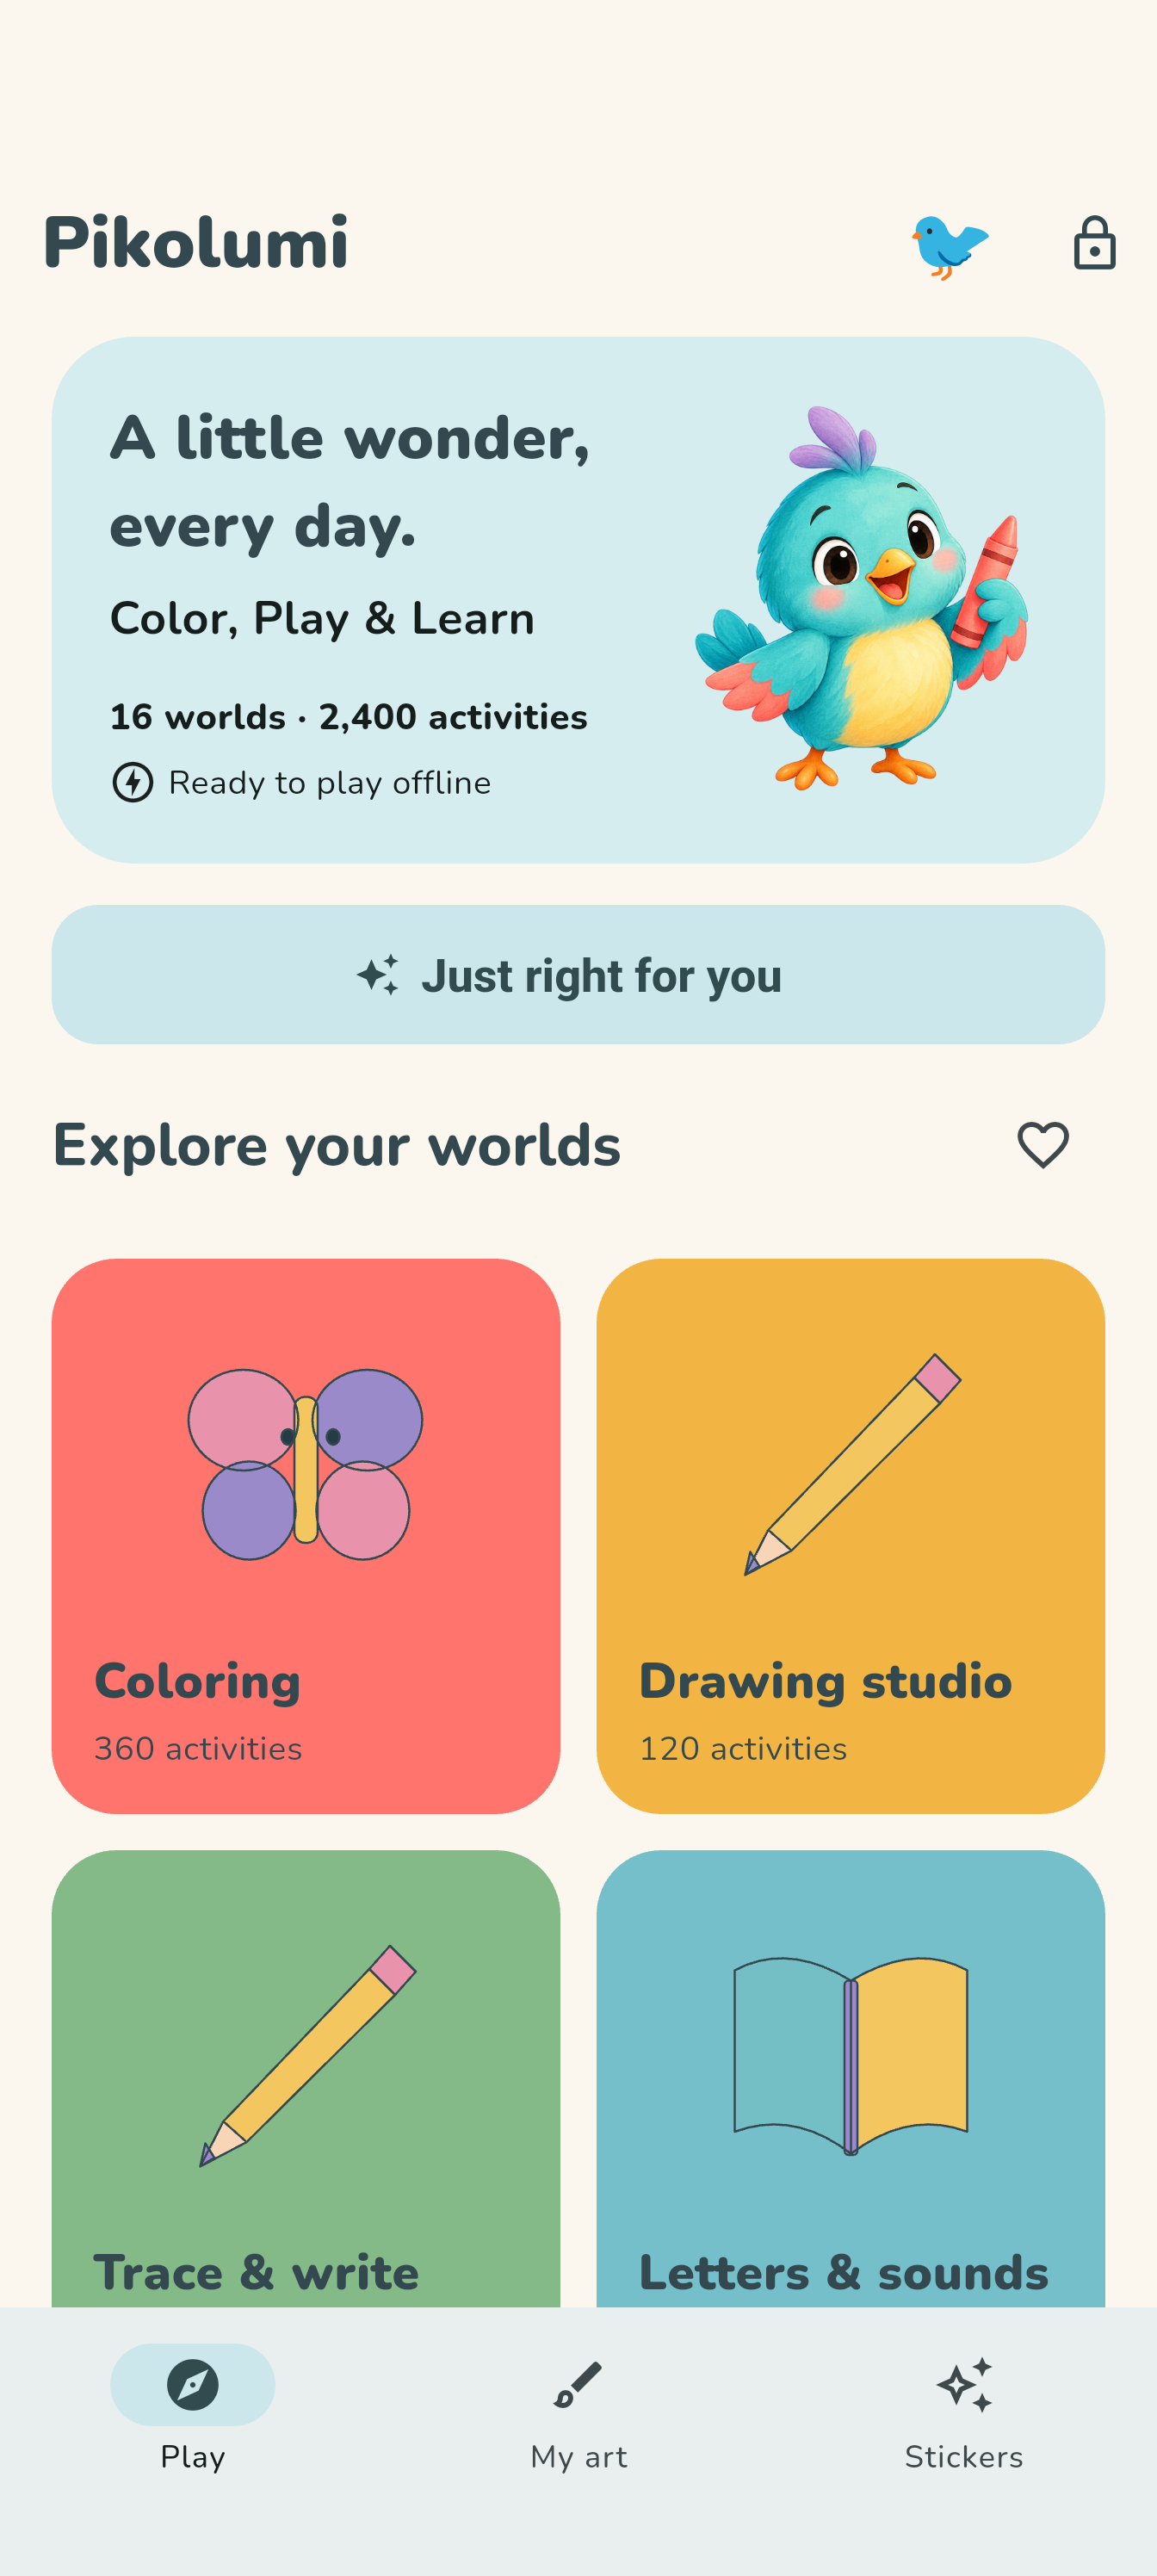 Pikolumi
A little wonder,
every day.
Color, Play & Learn
16 worlds · 2,400 activities
Ready to play offline
Just right for you
Explore your worlds
Coloring
360 activities
Drawing studio
120 activities
Trace & write
Letters & sounds
Play
My art
Stickers